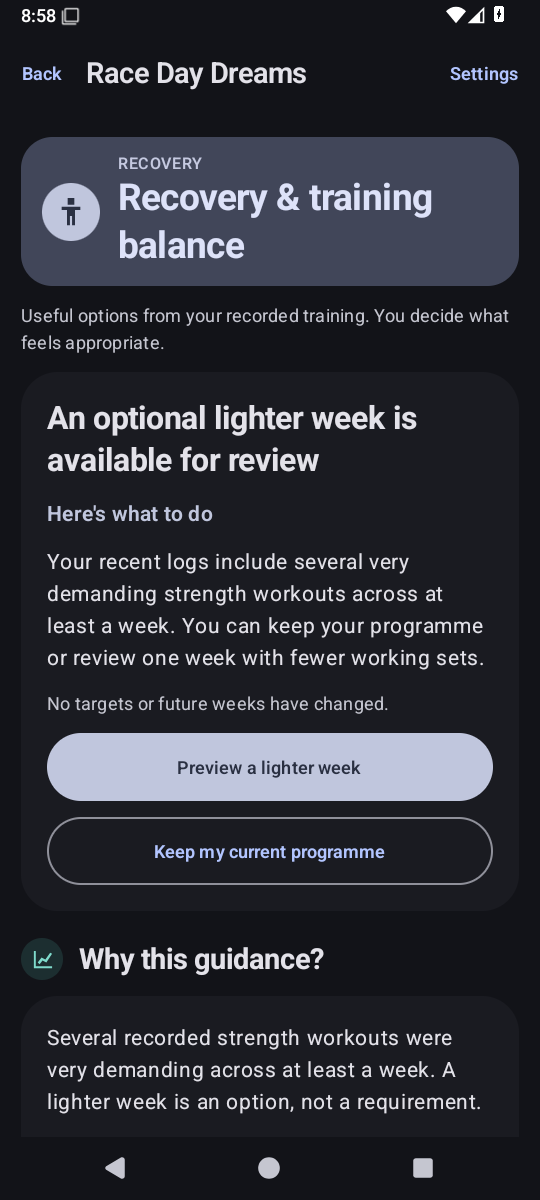 8:58
Back
Race Day Dreams
Settings
RECOVERY
Recovery & training
balance
Useful options from your recorded training. You decide what
feels appropriate.
An optional lighter week is
available for review
Here's what to do
Your recent logs include several very
demanding strength workouts across at
least a week. You can keep your programme
or review one week with fewer working sets.
No targets or future weeks have changed.
Preview a lighter week
Keep my current programme
Why this guidance?
Several recorded strength workouts were
very demanding across at least a week. A
lighter week is an option, not a requirement.